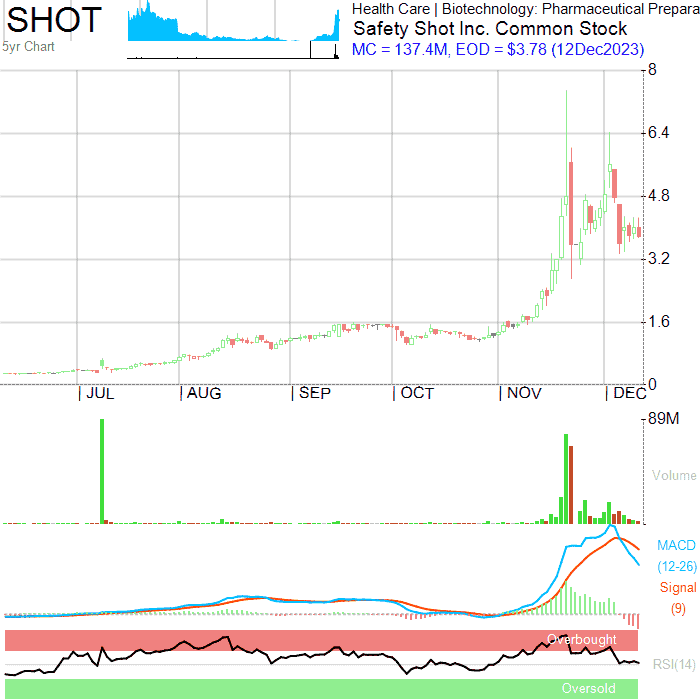 SHOT
5yr Chart
Health Care | Biotechnology: Pharmaceutical Prepara
Safety Shot Inc. Common Stock
MC = 137.4M, EOD = $3.78 (12Dec2023)
8
6.4
4.8
3.2
1.6
0
| JUL | AUG | SEP | OCT | NOV | DEC
89M
Volume
MACD
(12-26)
Signal
(9)
Overbought
RSI(14)
Oversold